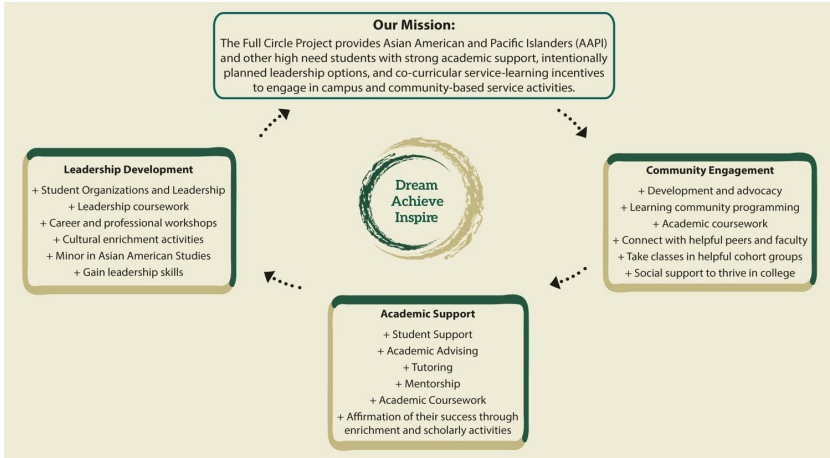 Our Mission:
The Full Circle Project provides Asian American and Pacific Islanders (AAPI)
and other high need students with strong academic support, intentionally
planned leadership options, and co-curricular service-learning incentives
to engage in campus and community-based service activities.
Leadership Development
+ Student Organizations and Leadership
+ Leadership coursework
+ Career and professional workshops
+ Cultural enrichment activities
+ Minor in Asian American Studies
+ Gain leadership skills
Dream
Achieve
Inspire
Community Engagement
+ Development and advocacy
+ Learning community programming
+ Academic coursework
+ Connect with helpful peers and faculty
+ Take classes in helpful cohort groups
+ Social support to thrive in college
Academic Support
+ Student Support
+ Academic Advising
+ Tutoring
+ Mentorship
+ Academic Coursework
+ Affirmation of their success through
enrichment and scholarly activities